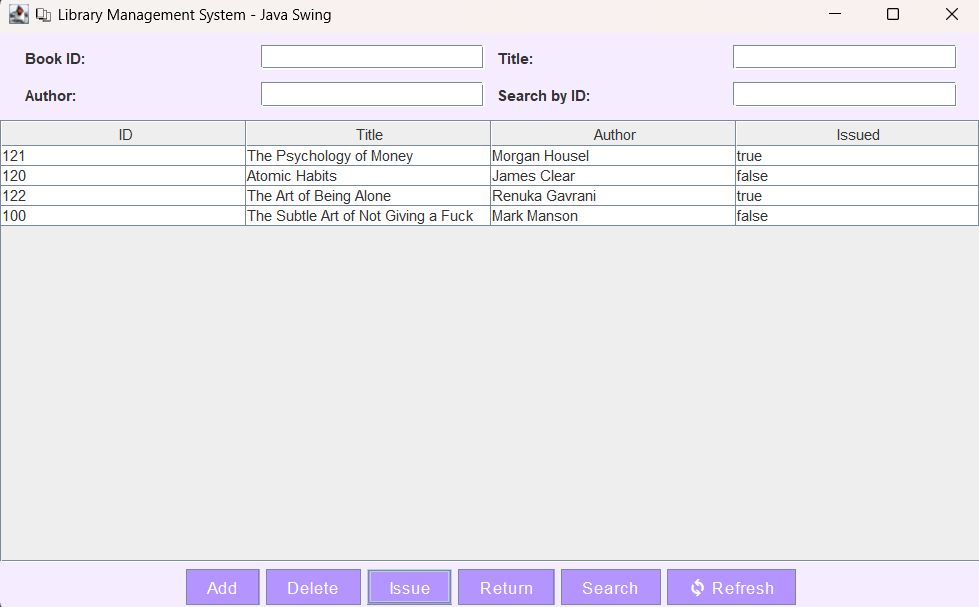 Library Management System - Java Swing
Book ID: Title:
Author: Search by ID:
ID Title Author Issued
121 The Psychology of Money Morgan Housel true
120 Atomic Habits James Clear false
122 The Art of Being Alone Renuka Gavrani true
100 The Subtle Art of Not Giving a Fuck Mark Manson false
Add Delete Issue Return Search Refresh